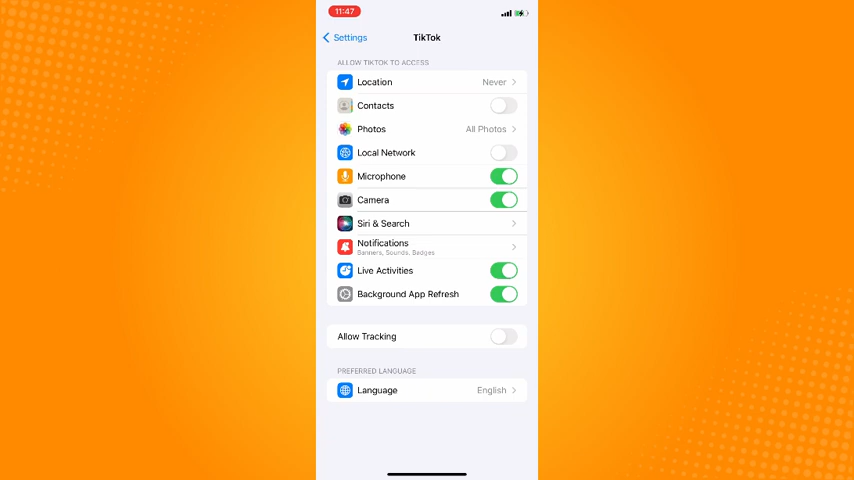 11:47
Settings
TikTok
ALLOW TIKTOK TO ACCESS
Location Never
Contacts
Photos All Photos
Local Network
Microphone
Camera
Siri & Search
Notifications
Banners, Sounds, Badges
Live Activities
Background App Refresh
Allow Tracking
PREFERRED LANGUAGE
Language English